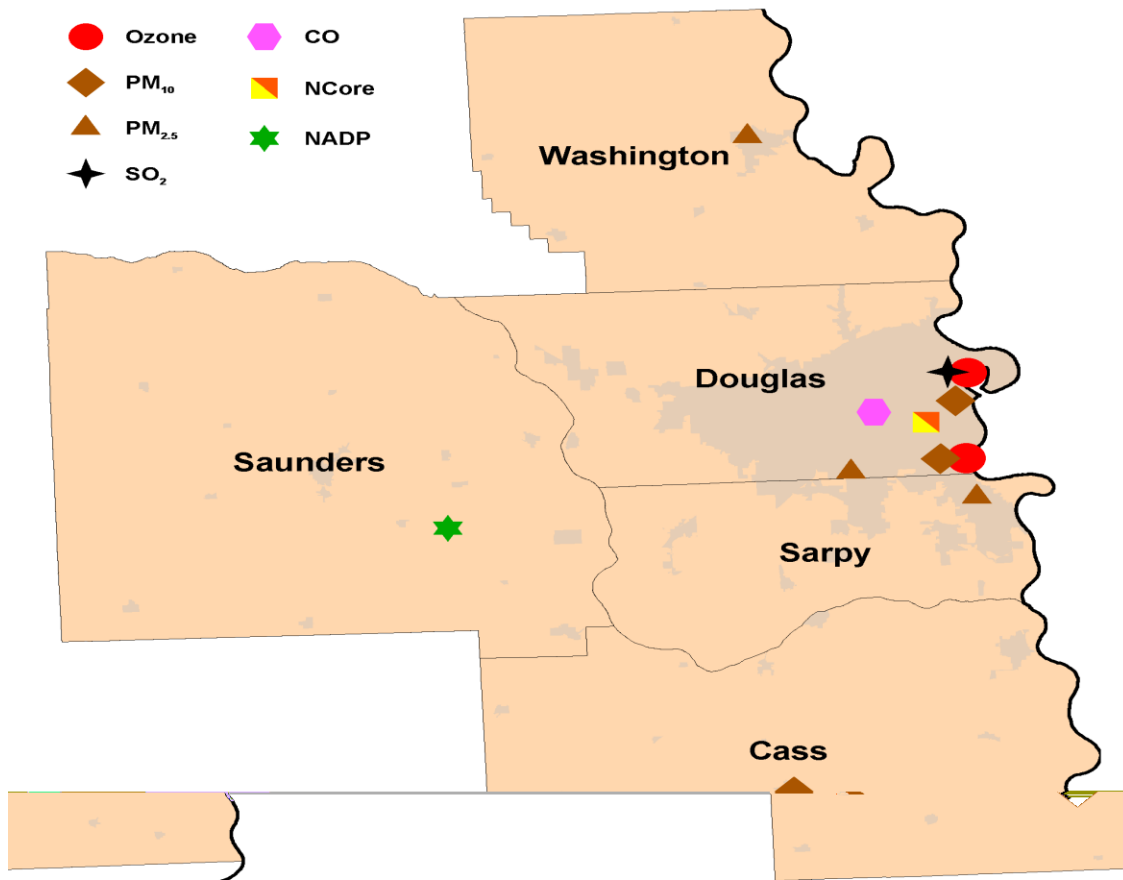 Ozone
PM₁₀
PM₂.₅
SO₂
CO
NCore
NADP
Washington
Douglas
Saunders
Sarpy
Cass